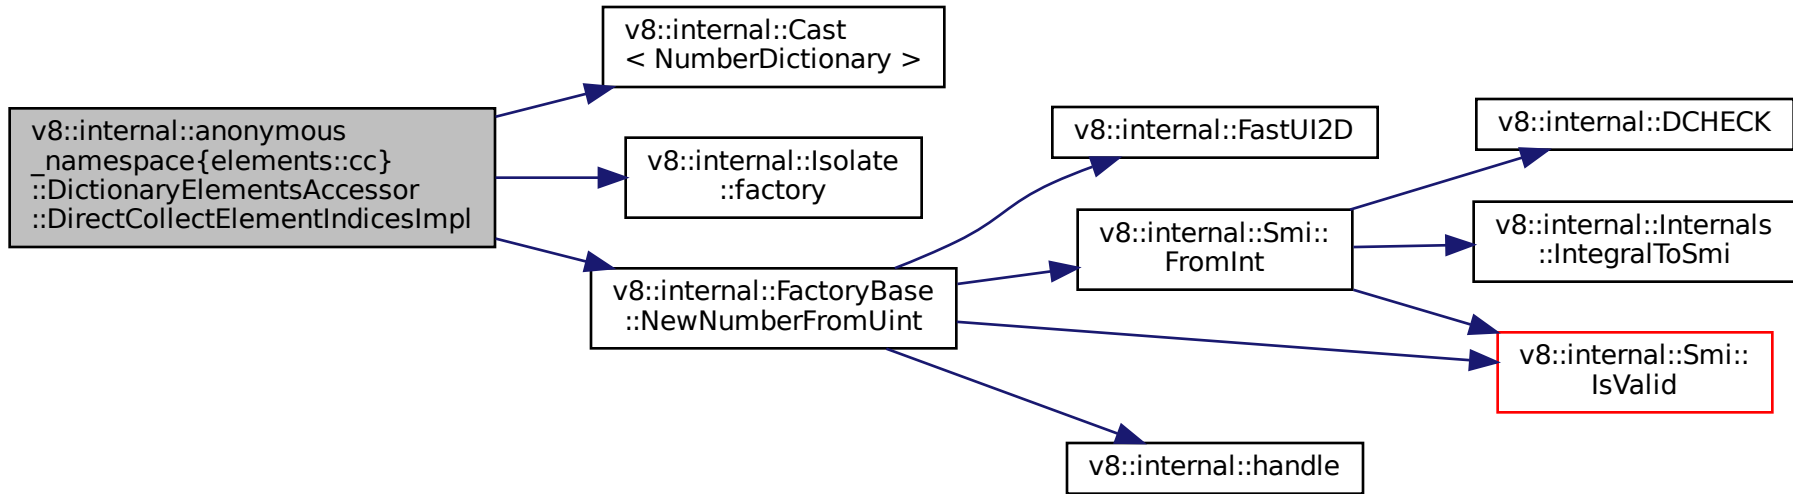 v8::internal::anonymous
_namespace{elements::cc}
::DictionaryElementsAccessor
::DirectCollectElementIndicesImpl
v8::internal::Cast
< NumberDictionary >
v8::internal::Isolate
::factory
v8::internal::FactoryBase
::NewNumberFromUint
v8::internal::FastUI2D
v8::internal::Smi::
FromInt
v8::internal::handle
v8::internal::DCHECK
v8::internal::Internals
::IntegralToSmi
v8::internal::Smi::
IsValid